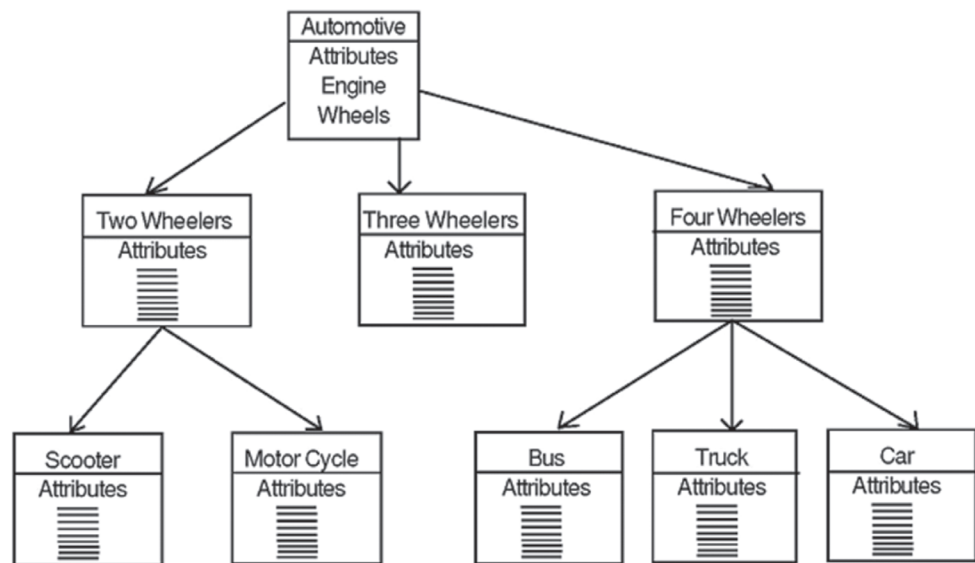 Automotive
Attributes
Engine
Wheels
Two Wheelers
Attributes
Three Wheelers
Attributes
Four Wheelers
Attributes
Scooter
Attributes
Motor Cycle
Attributes
Bus
Attributes
Truck
Attributes
Car
Attributes